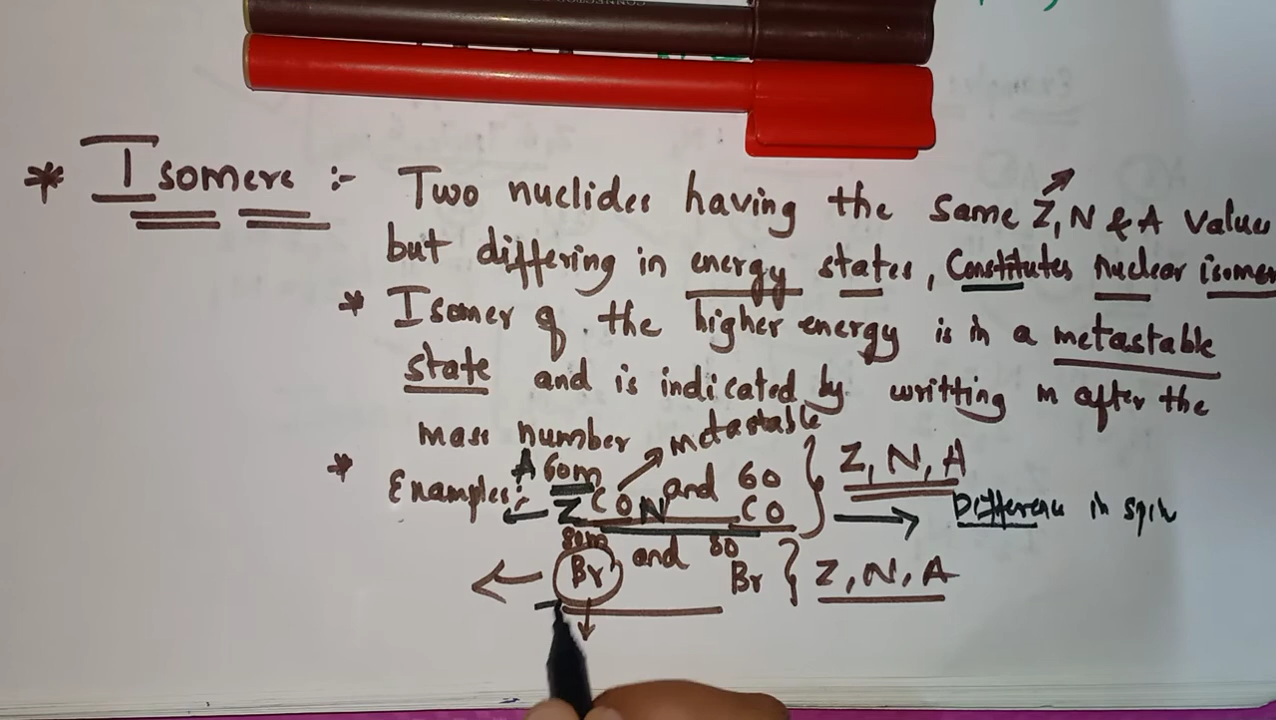 * Isomers :- Two nuclides having the same Z, N & A value
but differing in energy states, Constitutes nuclear isomer
* Isomer of the higher energy is in a metastable
state and is indicated by writting m after the
mass number metastable
* Examples:- A 60m Z CO N and 60 CO } Z, N, A → Difference in spin
80m Br and 80 Br } Z, N, A